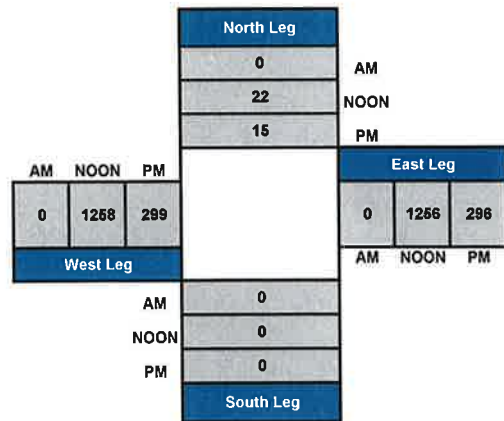 North Leg
0 AM
22 NOON
15 PM
AM NOON PM
East Leg
0 1258 299
0 1256 296
West Leg
AM NOON PM
AM 0
NOON 0
PM 0
South Leg